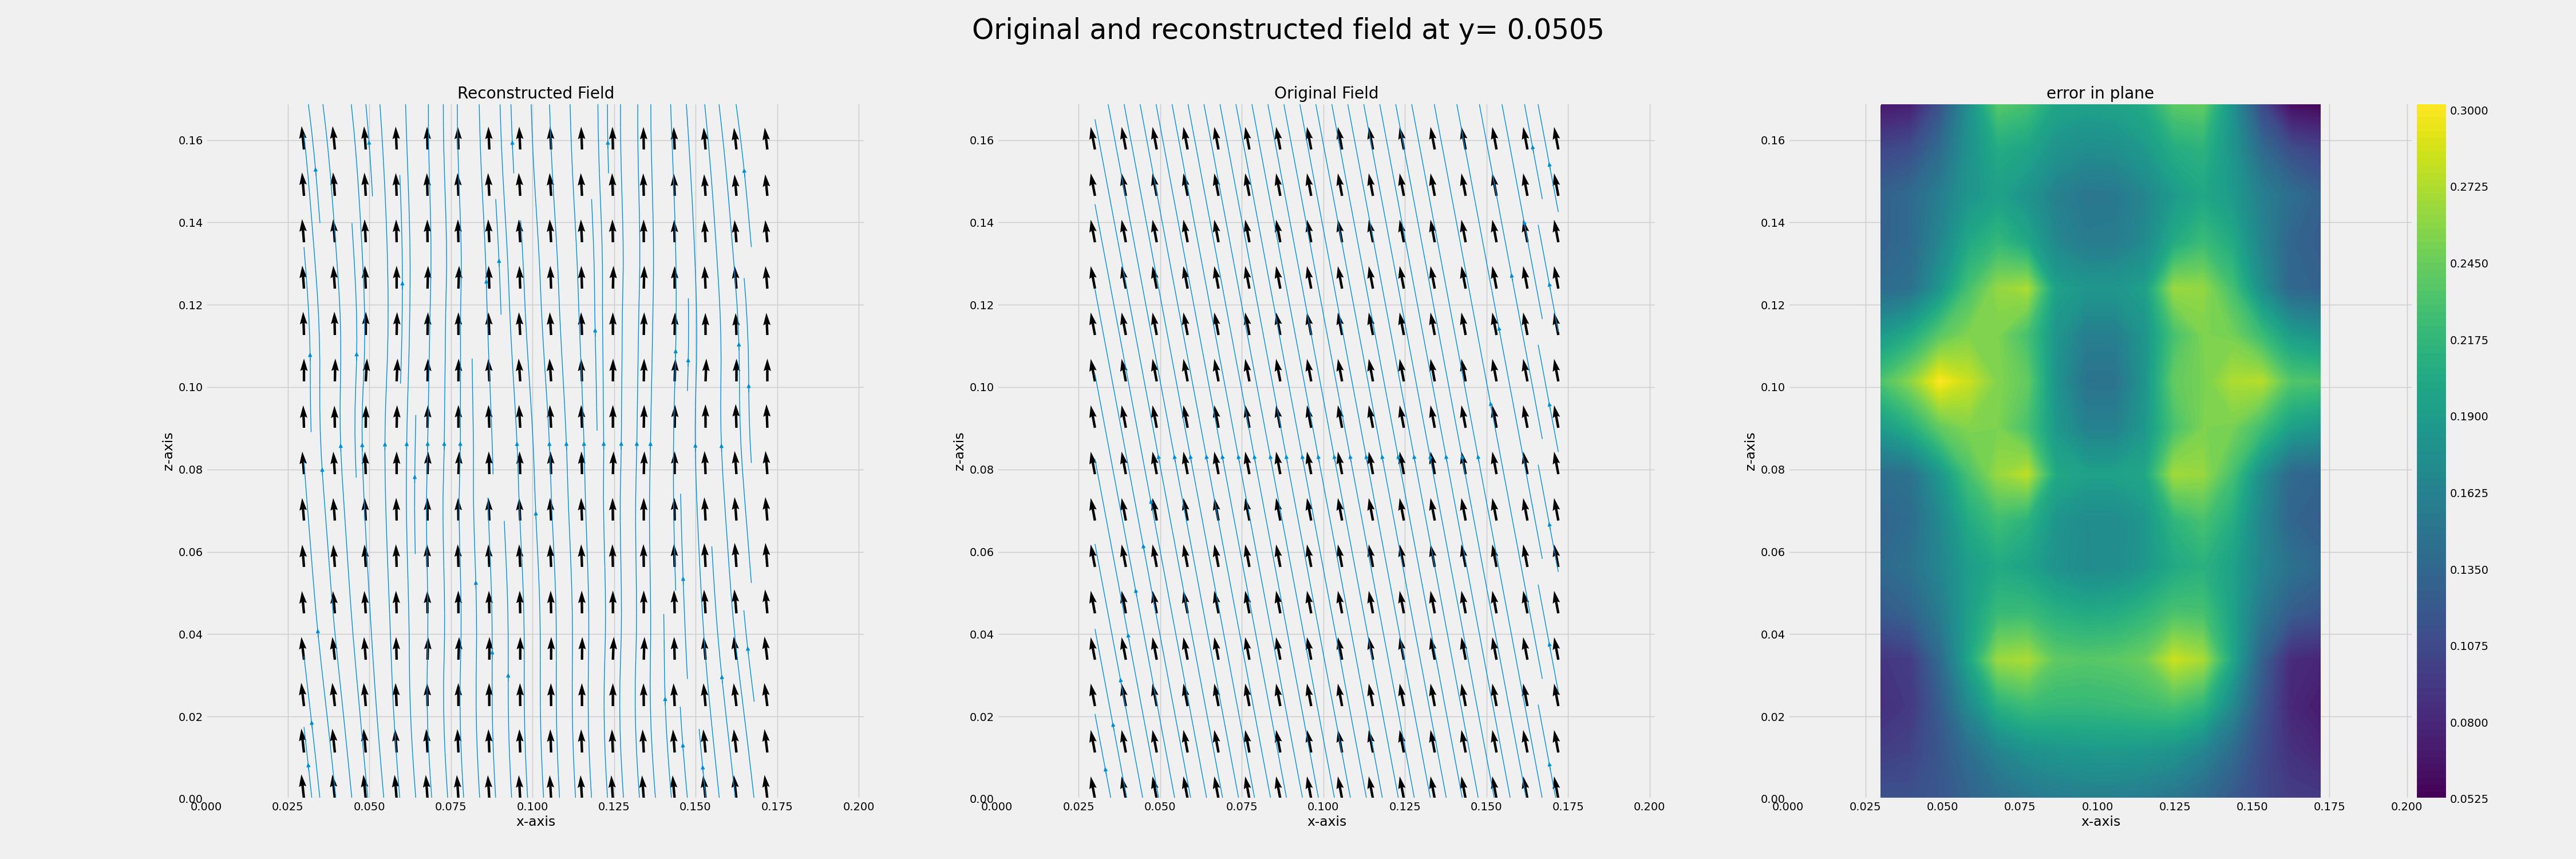 Original and reconstructed field at y= 0.0505
Reconstructed Field
0.16
0.14
0.12
0.10
0.08
0.06
0.04
0.02
0.00
z-axis
0.000 0.025 0.050 0.075 0.100 0.125 0.150 0.175 0.200
x-axis
Original Field
0.16
0.14
0.12
0.10
0.08
0.06
0.04
0.02
0.00
z-axis
0.000 0.025 0.050 0.075 0.100 0.125 0.150 0.175 0.200
x-axis
error in plane
0.16
0.14
0.12
0.10
0.08
0.06
0.04
0.02
0.00
z-axis
0.000 0.025 0.050 0.075 0.100 0.125 0.150 0.175 0.200
x-axis
0.3000
0.2725
0.2450
0.2175
0.1900
0.1625
0.1350
0.1075
0.0800
0.0525